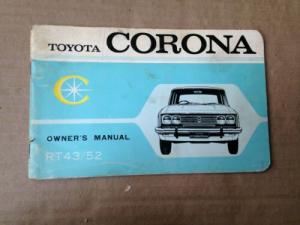 TOYOTA CORONA
C
OWNER'S MANUAL
RT43/52